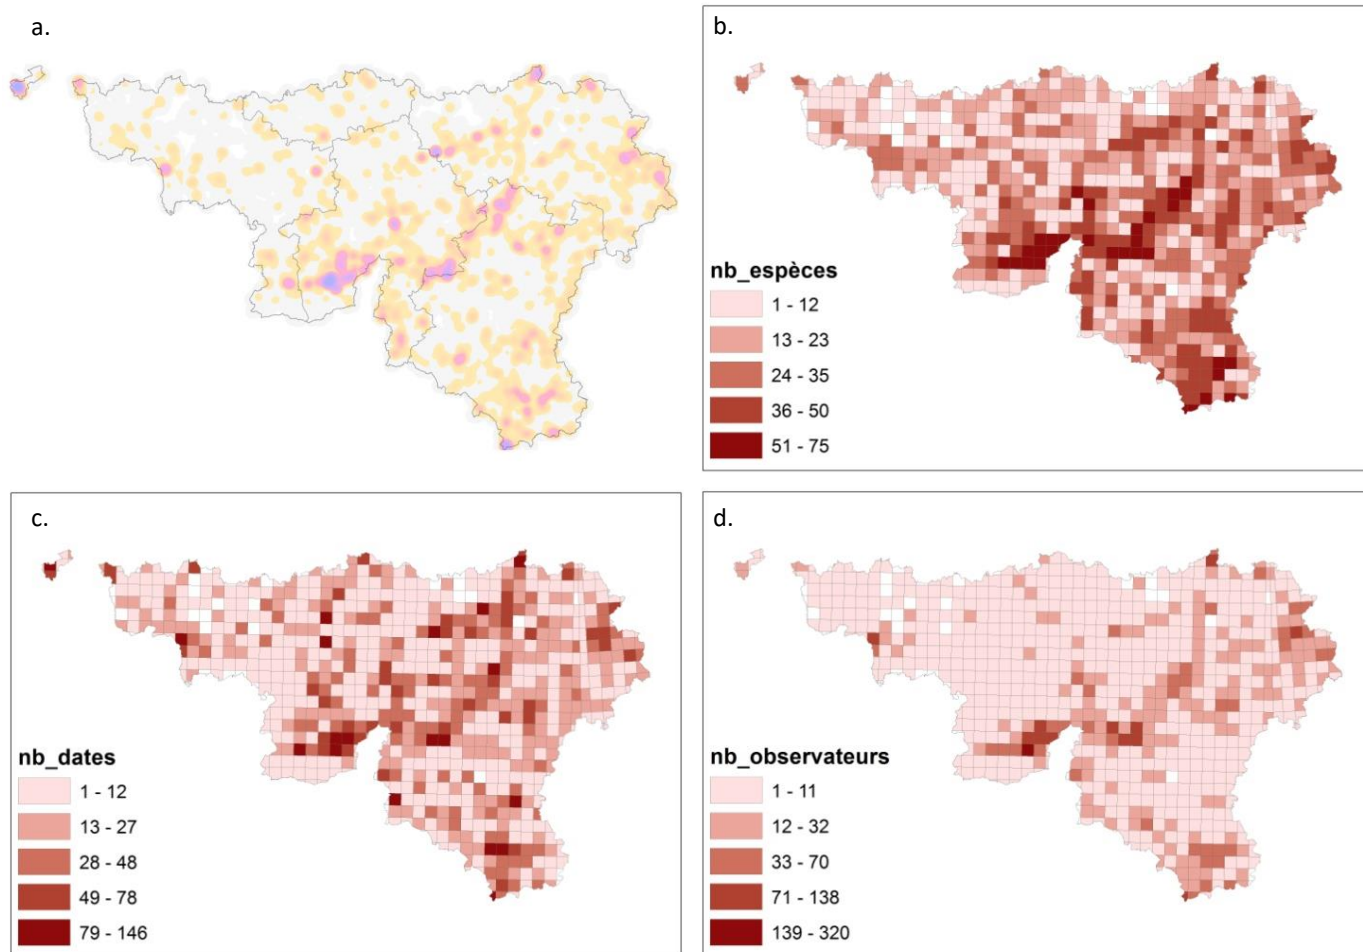 a.
b.
nb_espèces
1 - 12
13 - 23
24 - 35
36 - 50
51 - 75
c.
nb_dates
1 - 12
13 - 27
28 - 48
49 - 78
79 - 146
d.
nb_observateurs
1 - 11
12 - 32
33 - 70
71 - 138
139 - 320